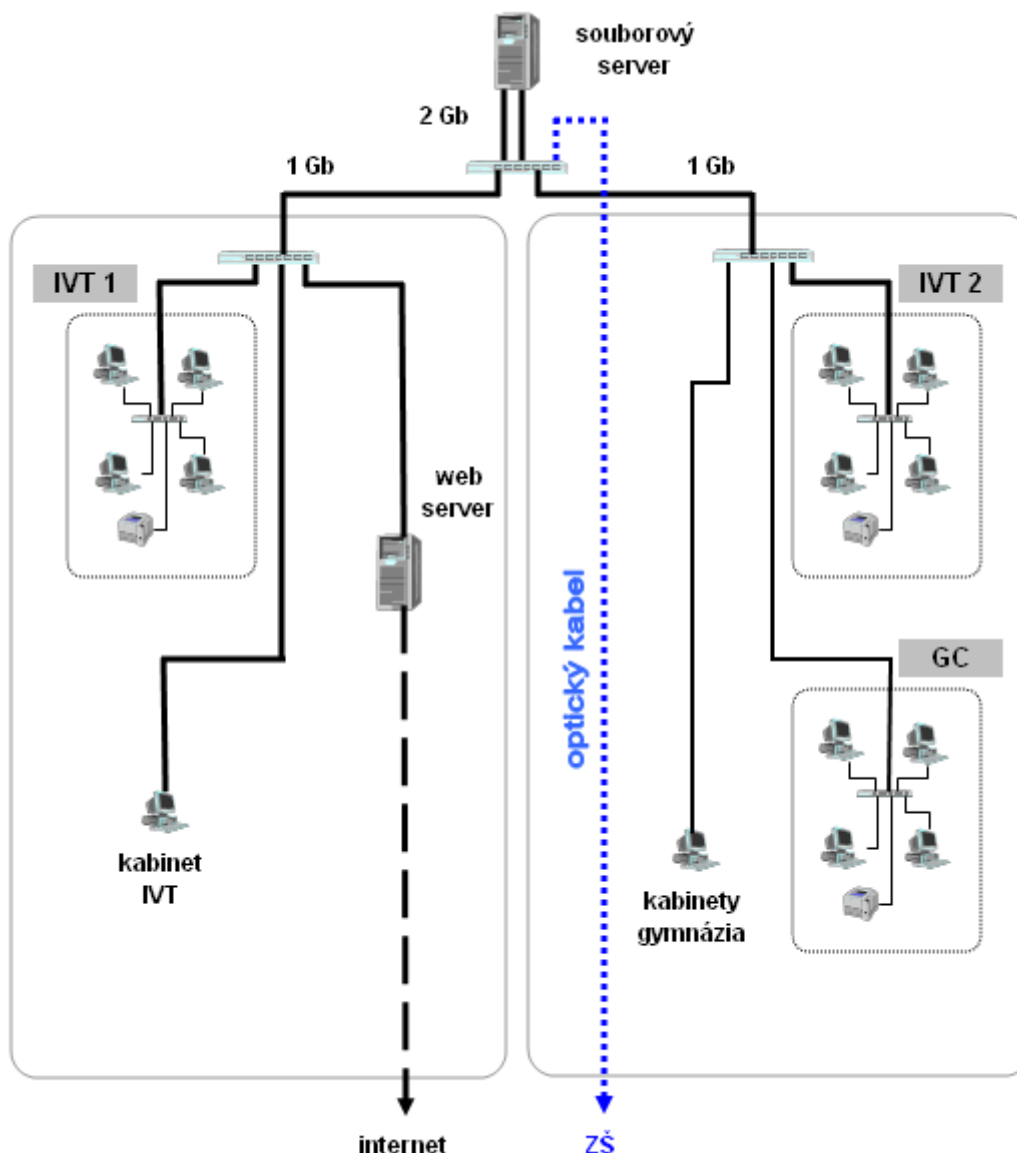 souborový
server
2 Gb
1 Gb
1 Gb
IVT 1
IVT 2
web
server
optický kabel
GC
kabinet
IVT
kabinety
gymnázia
internet
ZŠ